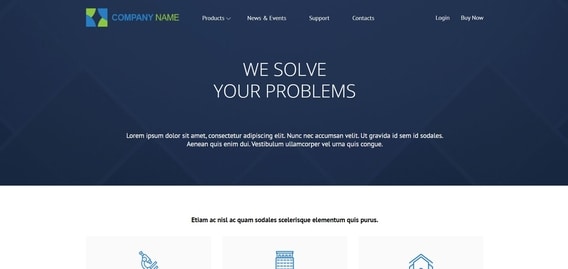 COMPANY NAME
Products
News & Events
Support
Contacts
Login
Buy Now
WE SOLVE
YOUR PROBLEMS
Lorem ipsum dolor sit amet, consectetur adipiscing elit. Nunc nec accumsan velit. Ut gravida id sem id sodales.
Aenean quis enim dui. Vestibulum ullamcorper vel urna quis congue.
Etiam ac nisl ac quam sodales scelerisque elementum quis purus.